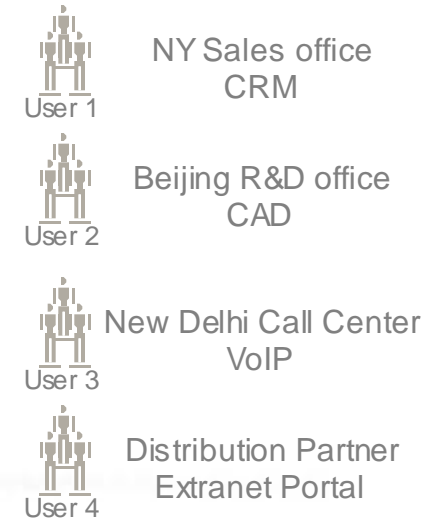 NY Sales office
CRM
User 1
Beijing R&D office
CAD
User 2
New Delhi Call Center
VoIP
User 3
Distribution Partner
Extranet Portal
User 4